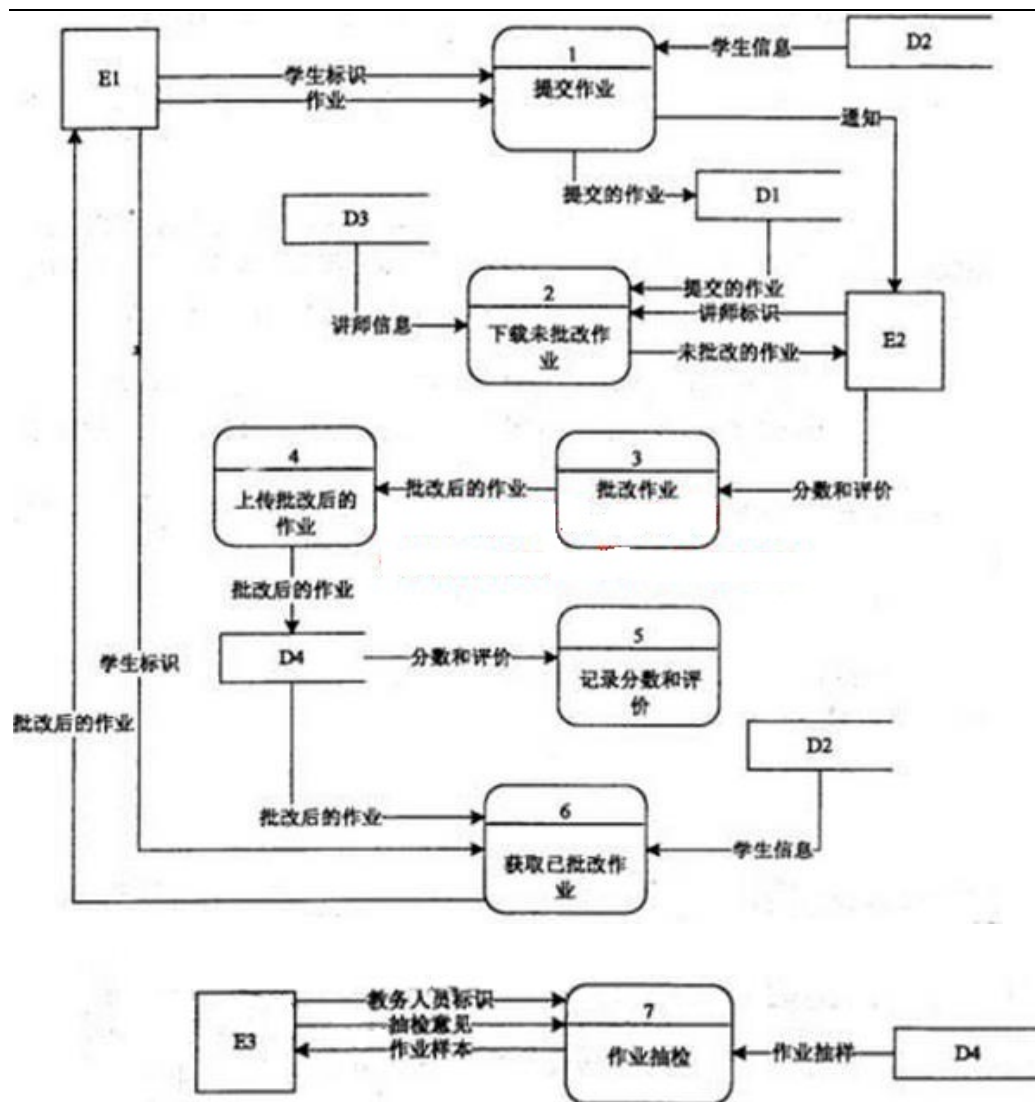 E1
学生标识
作业
1
提交作业
学生信息
D2
通知
提交的作业
D1
D3
讲师信息
2
下载未批改作
业
提交的作业
讲师标识
未批改的作业
E2
4
上传批改后的
作业
批改后的作业
3
批改作业
分数和评价
批改后的作业
D4
分数和评价
5
记录分数和评
价
学生标识
批改后的作业
D2
批改后的作业
6
获取已批改作
业
学生信息
E3
教务人员标识
抽检意见
作业样本
7
作业抽检
作业抽样
D4